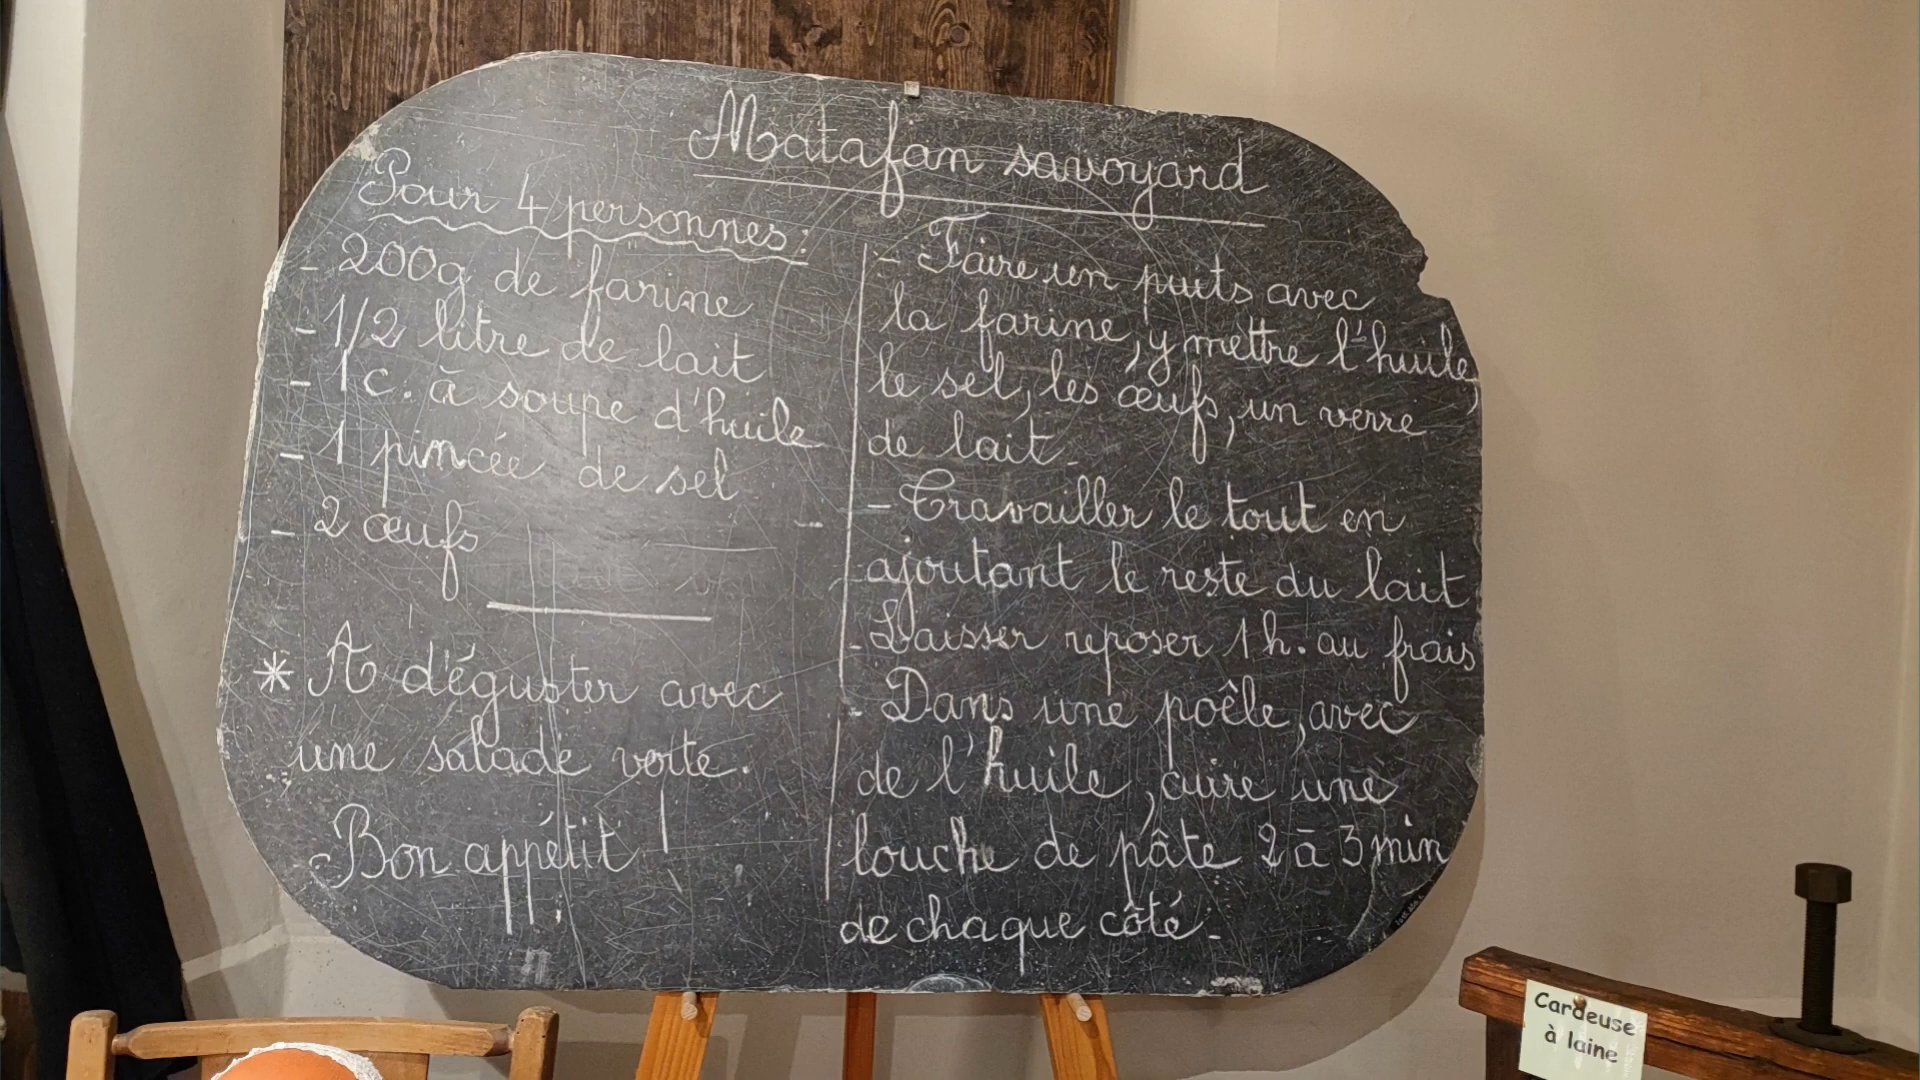 Matafan savoyard
Pour 4 personnes:
- 200g de farine
- 1/2 litre de lait
- 1 c. à soupe d'huile
- 1 pincée de sel
- 2 œufs
* A déguster avec
une salade verte.
Bon appétit !
- Faire un puits avec
la farine, y mettre l'huile,
le sel, les œufs, un verre
de lait.
- Travailler le tout en
ajoutant le reste du lait
- Laisser reposer 1h. au frais
- Dans une poêle, avec
de l'huile, cuire une
louche de pâte 2 à 3 min
de chaque côté.
Cardeuse
à laine